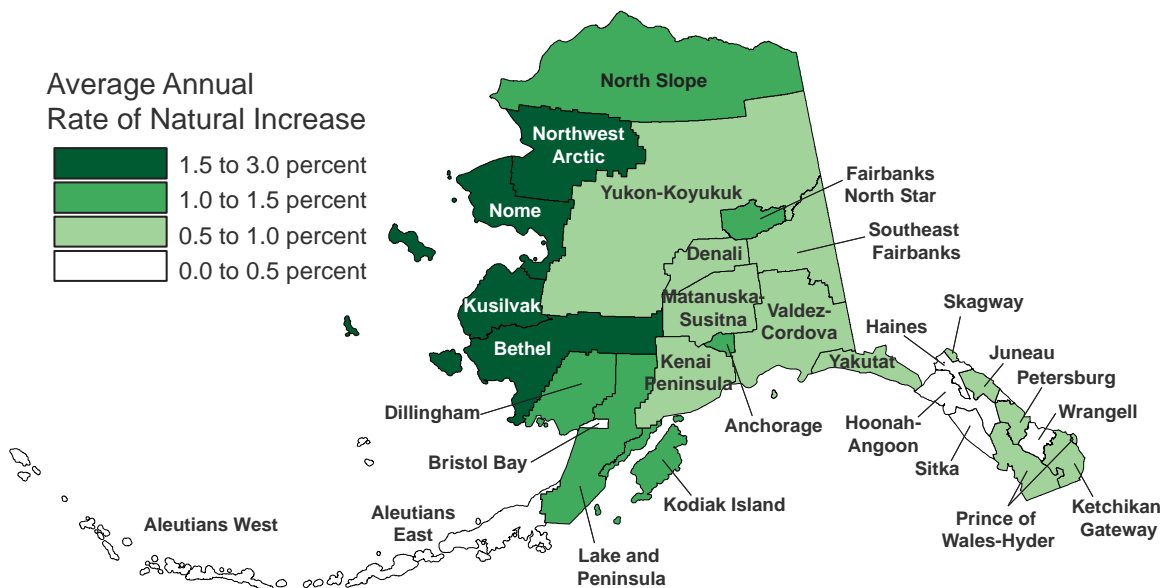 Average Annual
Rate of Natural Increase
1.5 to 3.0 percent
1.0 to 1.5 percent
0.5 to 1.0 percent
0.0 to 0.5 percent
North Slope
Northwest
Arctic
Nome
Yukon-Koyukuk
Fairbanks
North Star
Southeast
Fairbanks
Denali
Kusilvak
Matanuska-
Susitna
Valdez-
Cordova
Bethel
Kenai
Peninsula
Yakutat
Haines
Skagway
Juneau
Petersburg
Wrangell
Dillingham
Anchorage
Hoonah-
Angoon
Sitka
Bristol Bay
Kodiak Island
Aleutians West
Aleutians
East
Lake and
Peninsula
Prince of
Wales-Hyder
Ketchikan
Gateway